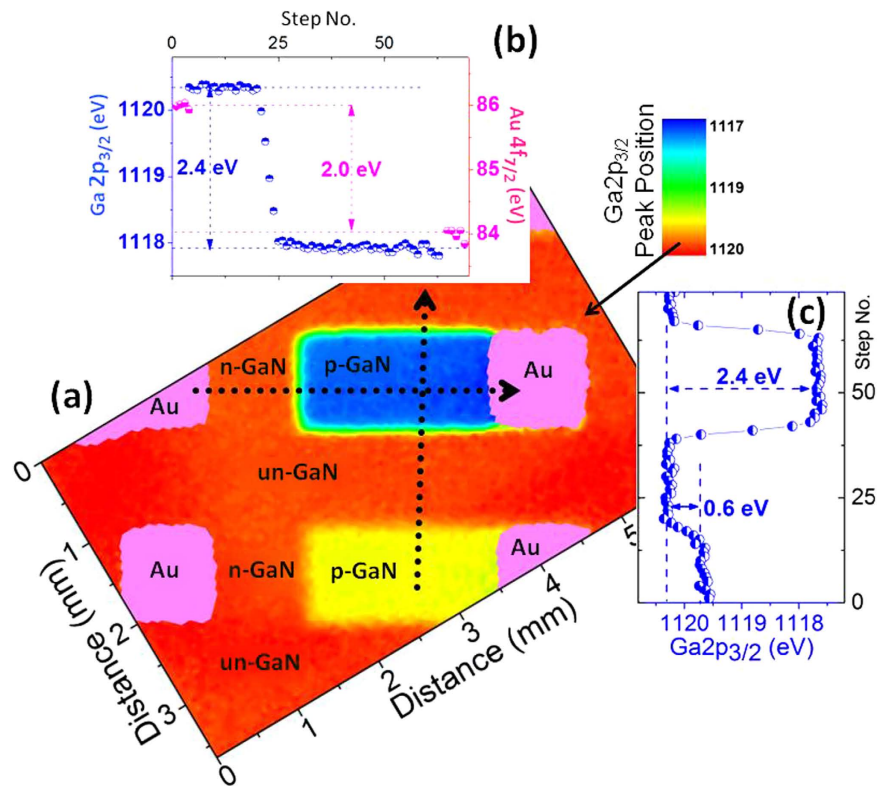 Step No.
0 25 50
(b)
1120
1119
1118
Ga 2p3/2 (eV)
2.4 eV
2.0 eV
86
85
84
Au 4f7/2 (eV)
Ga2p3/2
Peak Position
1117
1119
1120
(a)
Au
n-GaN
p-GaN
Au
un-GaN
Au
n-GaN
p-GaN
Au
un-GaN
0
1
2
3
Distance (mm)
0
1
2
3
4
5
Distance (mm)
(c)
2.4 eV
0.6 eV
Step No.
50
25
0
1120 1119 1118
Ga2p3/2 (eV)